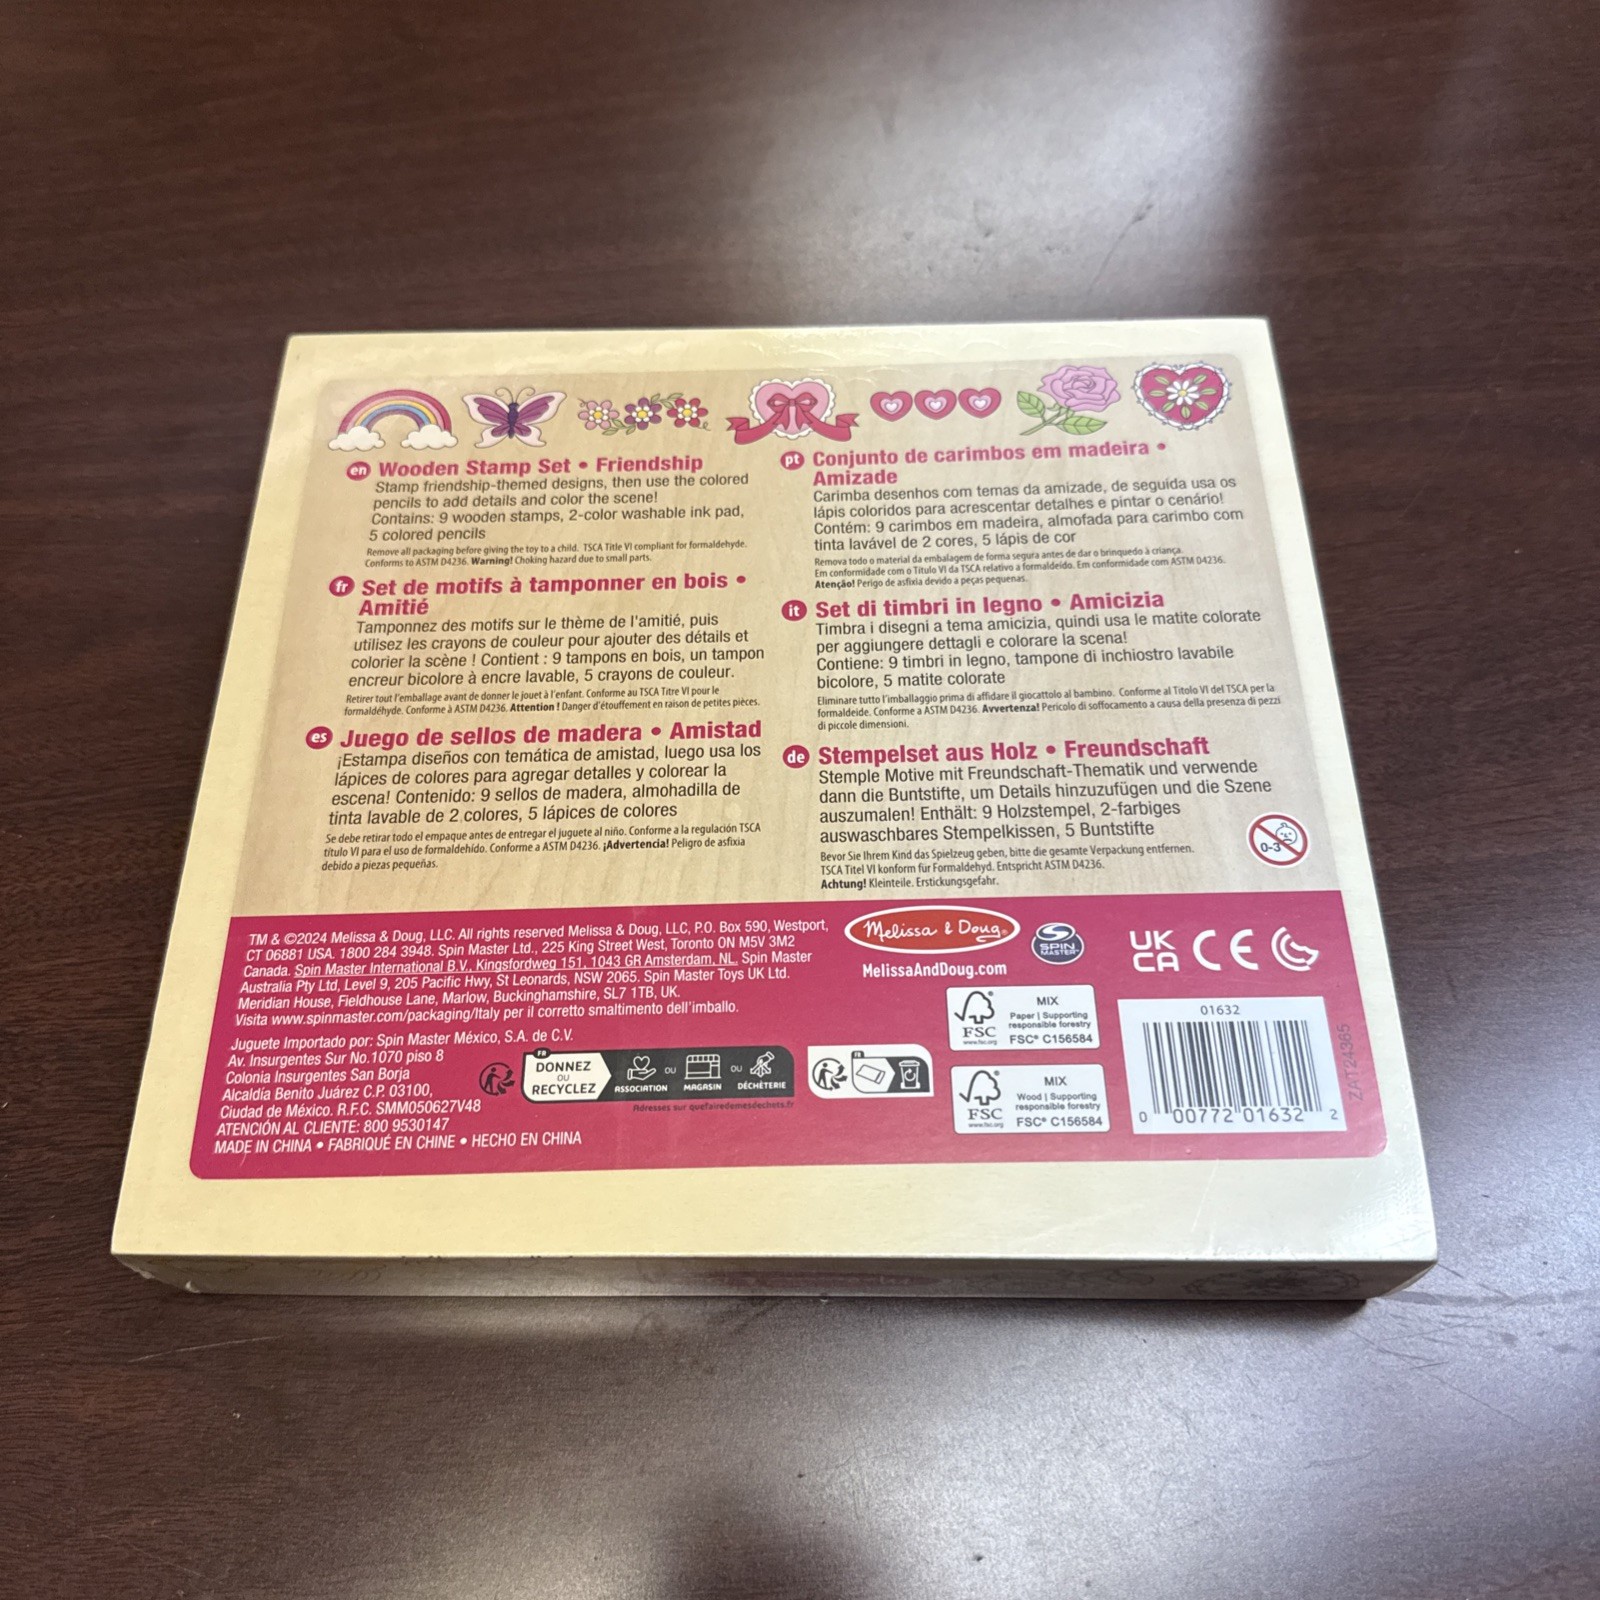 en Wooden Stamp Set • Friendship
Stamp friendship-themed designs, then use the colored
pencils to add details and color the scene!
Contains: 9 wooden stamps, 2-color washable ink pad,
5 colored pencils
Remove all packaging before giving the toy to a child. TSCA Title VI compliant for formaldehyde.
Conforms to ASTM D4236. Warning! Choking hazard due to small parts.
fr Set de motifs à tamponner en bois •
Amitié
Tamponnez des motifs sur le thème de l'amitié, puis
utilisez les crayons de couleur pour ajouter des détails et
colorier la scène ! Contient : 9 tampons en bois, un tampon
encreur bicolore à encre lavable, 5 crayons de couleur.
Retirer tout l'emballage avant de donner le jouet à l'enfant. Conforme au TSCA Titre VI pour le
formaldéhyde. Conforme à ASTM D4236. Attention ! Danger d'étouffement en raison de petites pièces.
es Juego de sellos de madera • Amistad
¡Estampa diseños con temática de amistad, luego usa los
lápices de colores para agregar detalles y colorear la
escena! Contenido: 9 sellos de madera, almohadilla de
tinta lavable de 2 colores, 5 lápices de colores
Se debe retirar todo el empaque antes de entregar el juguete al niño. Conforme a la regulación TSCA
título VI para el uso de formaldehído. Conforme a ASTM D4236. ¡Advertencia! Peligro de asfixia
debido a piezas pequeñas.
pt Conjunto de carimbos em madeira •
Amizade
Carimba desenhos com temas da amizade, de seguida usa os
lápis coloridos para acrescentar detalhes e pintar o cenário!
Contém: 9 carimbos em madeira, almofada para carimbo com
tinta lavável de 2 cores, 5 lápis de cor
Remova todo o material da embalagem de forma segura antes de dar o brinquedo à criança.
Em conformidade com o Título VI da TSCA relativo a formaldeído. Em conformidade com ASTM D4236.
Atenção! Perigo de asfixia devido a peças pequenas.
it Set di timbri in legno • Amicizia
Timbra i disegni a tema amicizia, quindi usa le matite colorate
per aggiungere dettagli e colorare la scena!
Contiene: 9 timbri in legno, tampone di inchiostro lavabile
bicolore, 5 matite colorate
Eliminare tutto l'imballaggio prima di affidare il giocattolo al bambino. Conforme al Titolo VI del TSCA per la
formaldeide. Conforme a ASTM D4236. Avvertenza! Pericolo di soffocamento a causa della presenza di pezzi
di piccole dimensioni.
de Stempelset aus Holz • Freundschaft
Stemple Motive mit Freundschaft-Thematik und verwende
dann die Buntstifte, um Details hinzuzufügen und die Szene
auszumalen! Enthält: 9 Holzstempel, 2-farbiges
auswaschbares Stempelkissen, 5 Buntstifte
Bevor Sie Ihrem Kind das Spielzeug geben, bitte die gesamte Verpackung entfernen.
TSCA Titel VI konform für Formaldehyd. Entspricht ASTM D4236.
Achtung! Kleinteile. Erstickungsgefahr.
0-3
TM & ©2024 Melissa & Doug, LLC. All rights reserved Melissa & Doug, LLC, P.O. Box 590, Westport,
CT 06881 USA. 1800 284 3948. Spin Master Ltd., 225 King Street West, Toronto ON M5V 3M2
Canada. Spin Master International B.V., Kingsfordweg 151, 1043 GR Amsterdam, NL. Spin Master
Australia Pty Ltd, Level 9, 205 Pacific Hwy, St Leonards, NSW 2065. Spin Master Toys UK Ltd.
Meridian House, Fieldhouse Lane, Marlow, Buckinghamshire, SL7 1TB, UK.
Visita www.spinmaster.com/packaging/Italy per il corretto smaltimento dell'imballo.
Juguete Importado por: Spin Master México, S.A. de C.V.
Av. Insurgentes Sur No.1070 piso 8
Colonia Insurgentes San Borja
Alcaldía Benito Juárez C.P. 03100,
Ciudad de México. R.F.C. SMM050627V48
ATENCIÓN AL CLIENTE: 800 9530147
MADE IN CHINA • FABRIQUÉ EN CHINE • HECHO EN CHINA
FR
DONNEZ
OU
RECYCLEZ
ASSOCIATION
OU
MAGASIN
OU
DÉCHÈTERIE
Adresses sur quefairedemesdechets.fr
FR
Melissa & Doug
MelissaAndDoug.com
SPIN
MASTER
UK
CA
CE
FSC
www.fsc.org
MIX
Paper | Supporting
responsible forestry
FSC® C156584
FSC
www.fsc.org
MIX
Wood | Supporting
responsible forestry
FSC® C156584
01632
0 00772 01632 2
ZAT24365